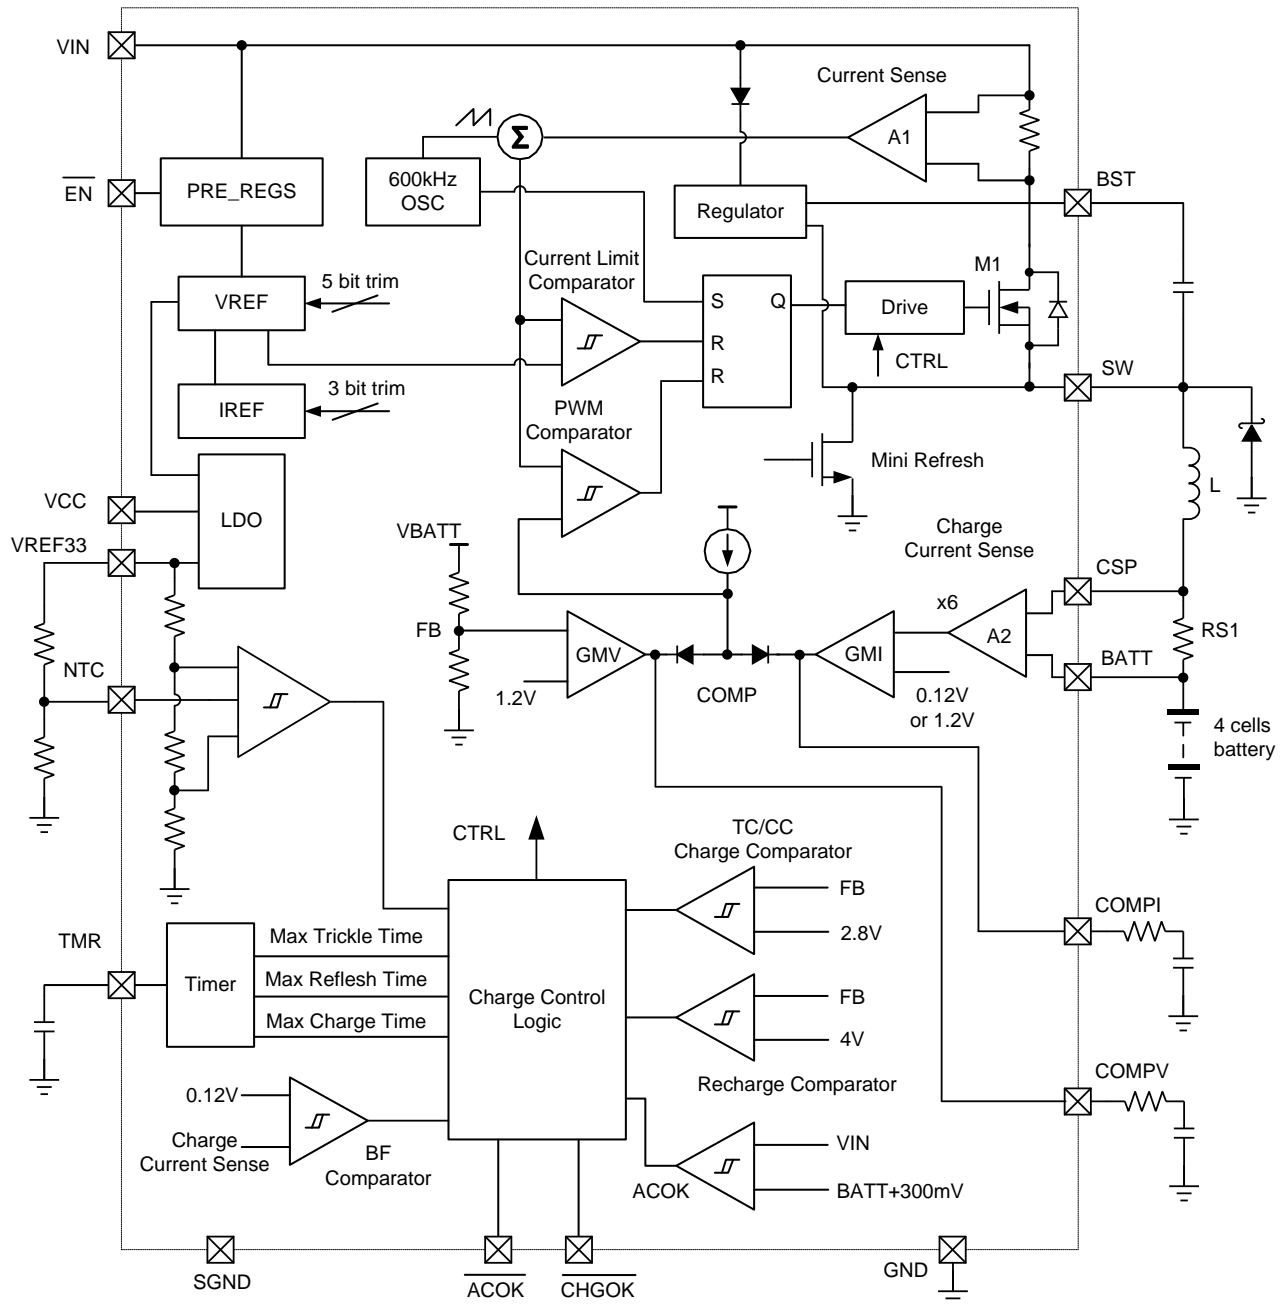 VIN
Current Sense
A1
Σ
EN
PRE_REGS
600kHz
OSC
Regulator
BST
Current Limit
Comparator
M1
VREF
5 bit trim
S
Q
R
R
Drive
CTRL
SW
IREF
3 bit trim
PWM
Comparator
Mini Refresh
L
VCC
LDO
VREF33
VBATT
Charge
Current Sense
CSP
x6
A2
RS1
FB
GMV
GMI
NTC
BATT
1.2V
COMP
0.12V
or 1.2V
4 cells
battery
CTRL
TC/CC
Charge Comparator
FB
2.8V
COMPI
TMR
Timer
Max Trickle Time
Max Reflesh Time
Max Charge Time
Charge Control
Logic
FB
4V
Recharge Comparator
COMPV
0.12V
Charge
Current Sense
BF
Comparator
VIN
ACOK
BATT+300mV
SGND
ACOK
CHGOK
GND